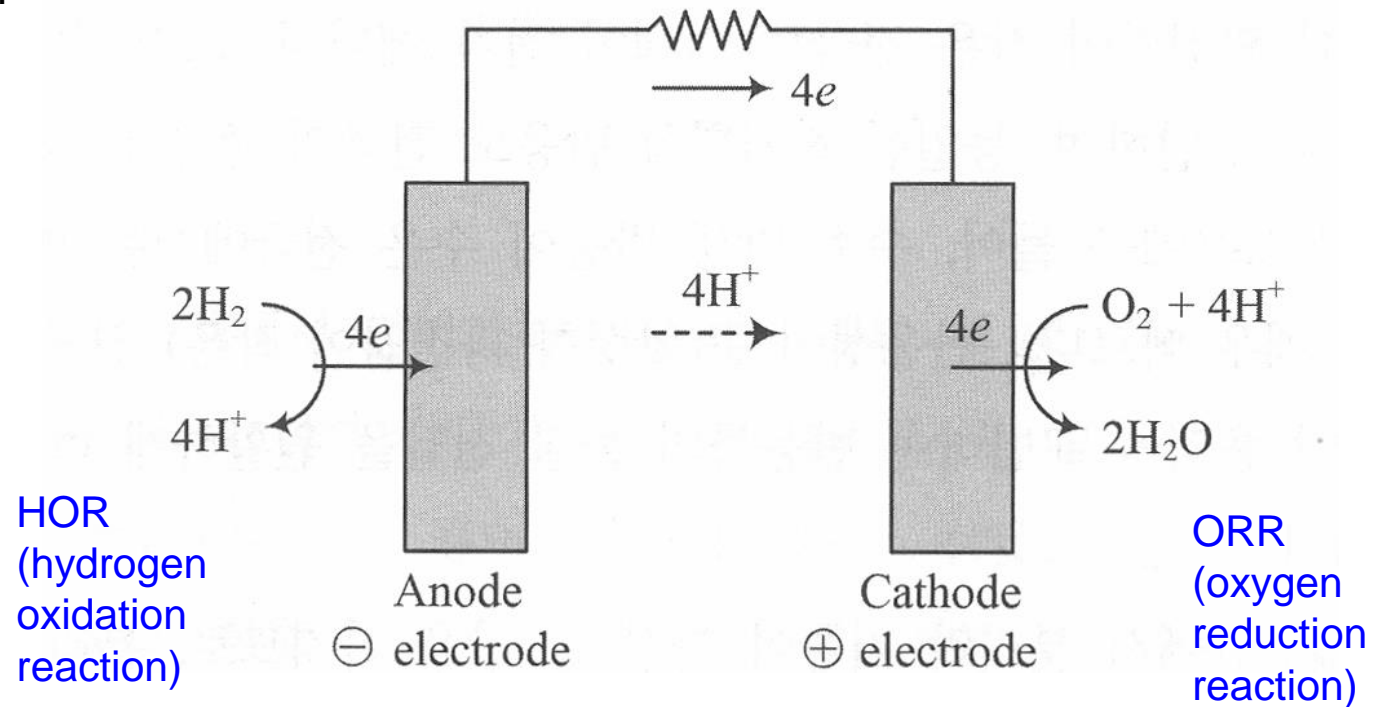 4e
2H₂
4e
4H⁺
4H⁺
4e
O₂ + 4H⁺
2H₂O
HOR
(hydrogen
oxidation
reaction)
Anode
⊖ electrode
Cathode
⊕ electrode
ORR
(oxygen
reduction
reaction)